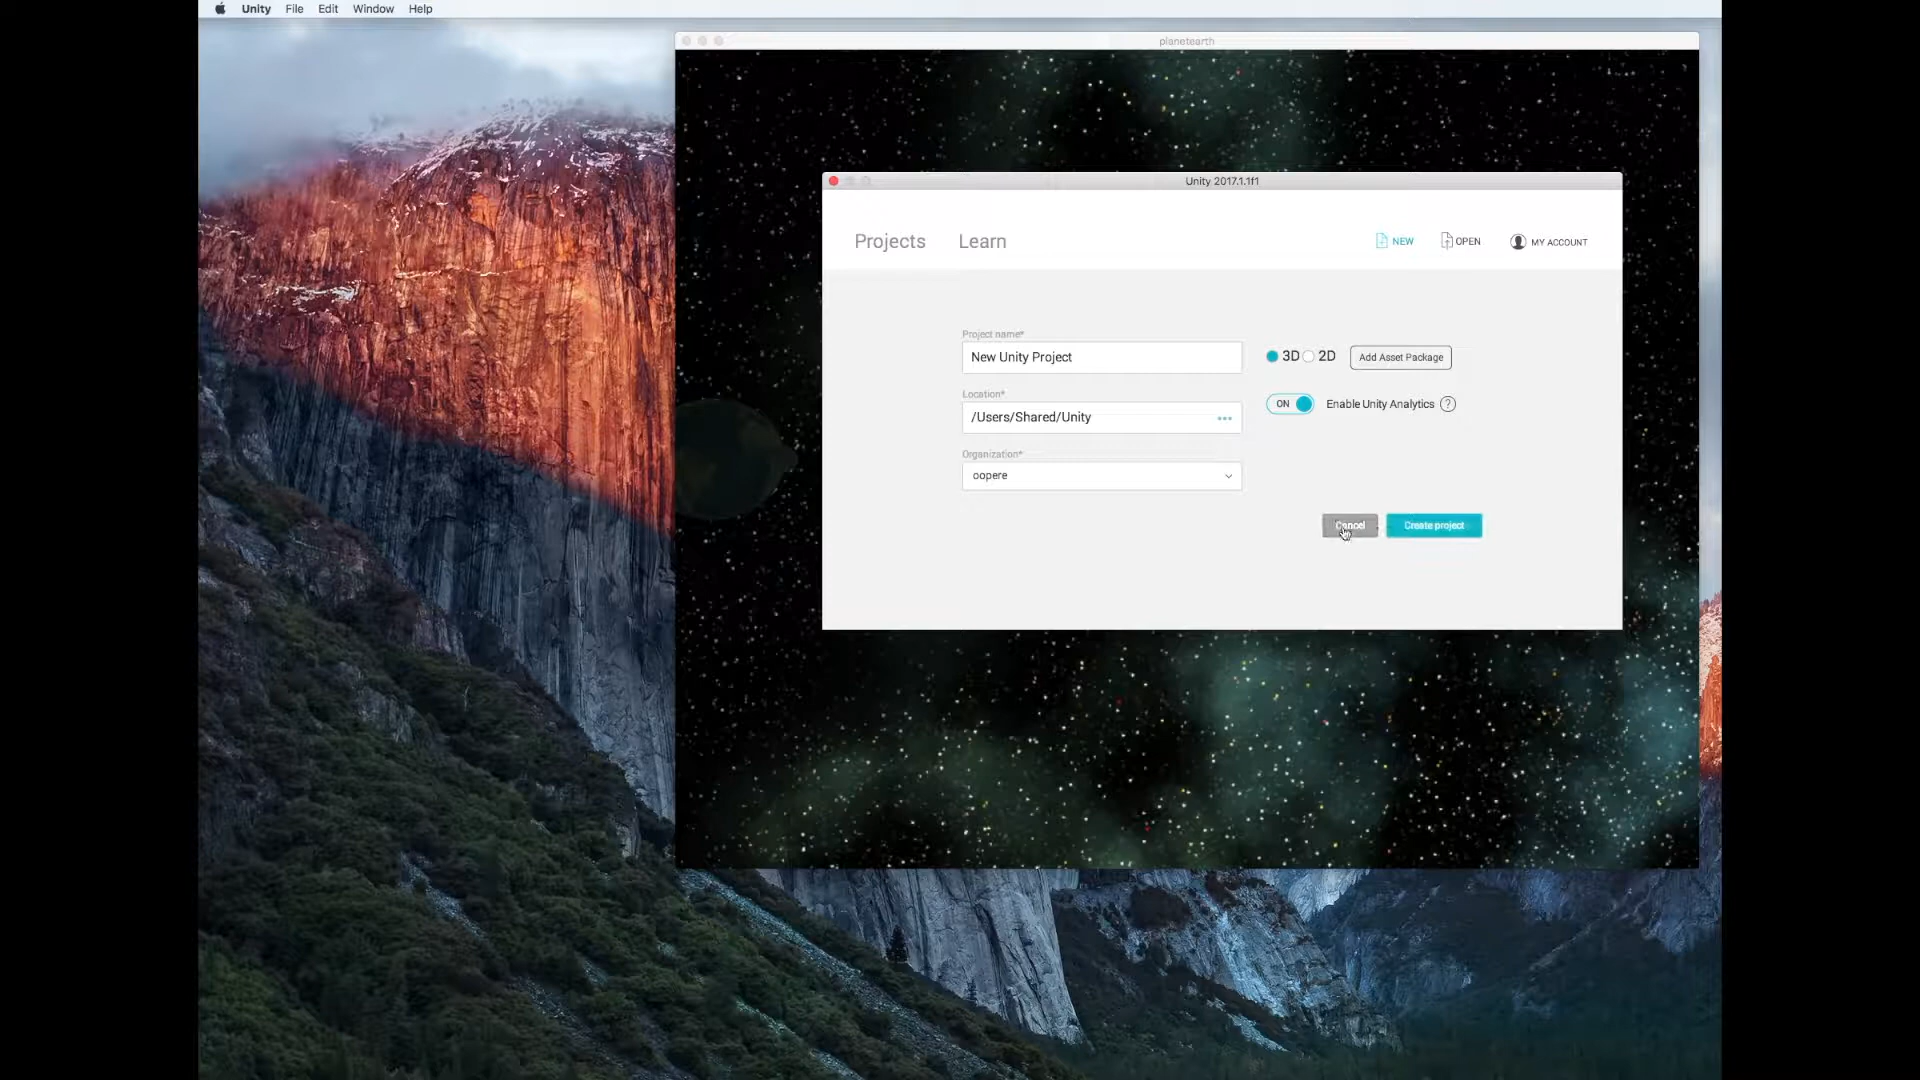 Unity File Edit Window Help
planetearth
Unity 2017.1.1f1
Projects Learn NEW OPEN MY ACCOUNT
Project name*
New Unity Project 3D 2D Add Asset Package
Location*
/Users/Shared/Unity ON Enable Unity Analytics ?
Organization*
oopere
Cancel Create project